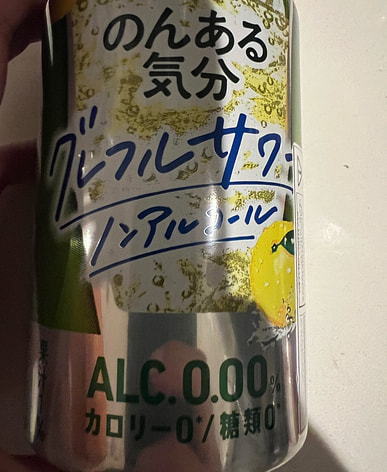 のんある
気分
グレフルサワー
ノンアルコール
ALC.0.00%
カロリー0*/糖類0*